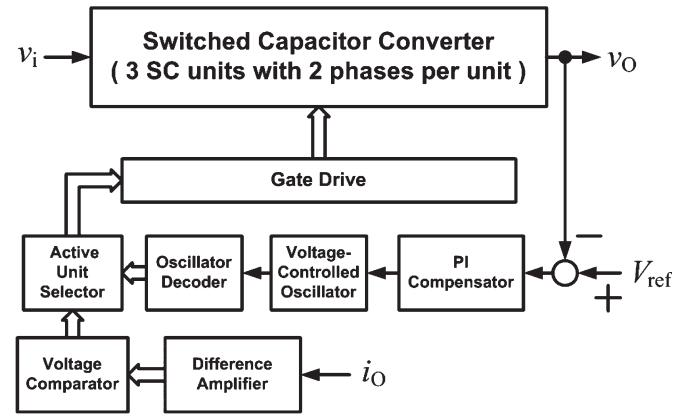 Switched Capacitor Converter
( 3 SC units with 2 phases per unit )
vi
vO
Gate Drive
Active
Unit
Selector
Oscillator
Decoder
Voltage-
Controlled
Oscillator
PI
Compensator
−
+
Vref
Voltage
Comparator
Difference
Amplifier
iO